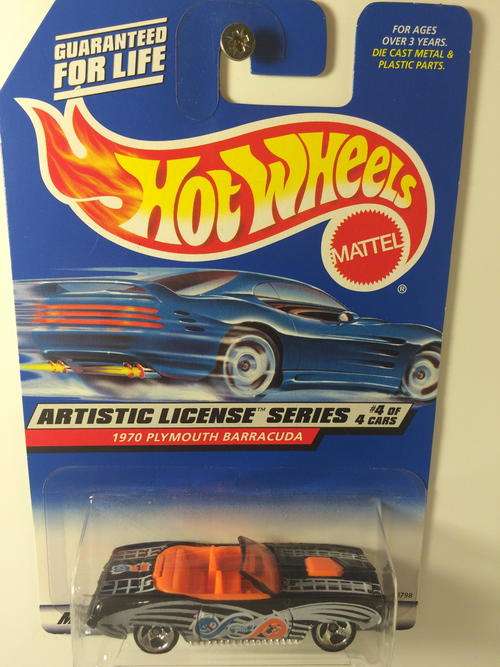 GUARANTEED
FOR LIFE
FOR AGES
OVER 3 YEARS.
DIE CAST METAL &
PLASTIC PARTS.
HOT WHEELS
MATTEL
®
ARTISTIC LICENSE™ SERIES #4 OF
4 CARS
1970 PLYMOUTH BARRACUDA